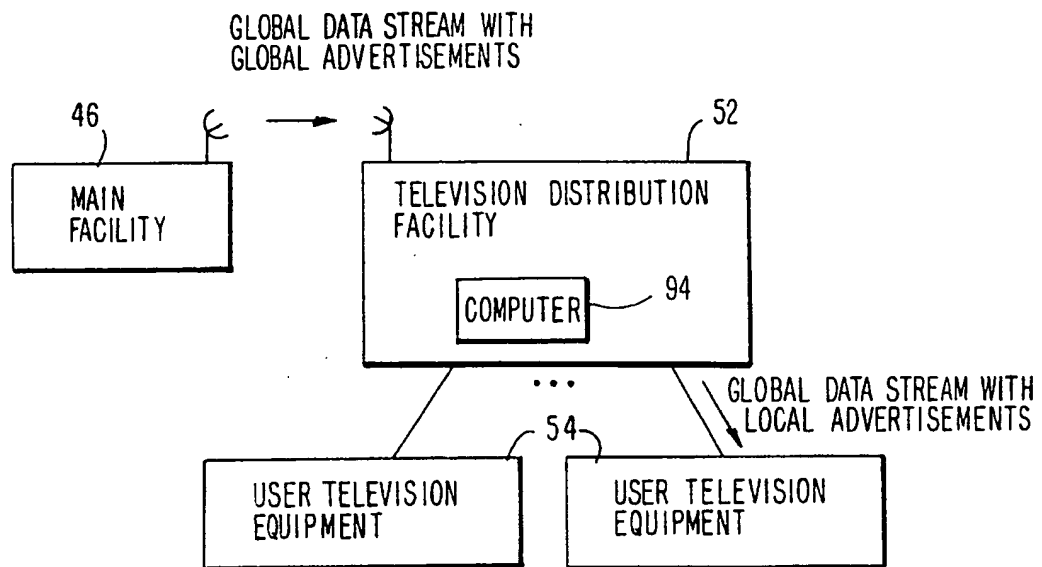 GLOBAL DATA STREAM WITH
GLOBAL ADVERTISEMENTS
46
52
MAIN
FACILITY
TELEVISION DISTRIBUTION
FACILITY
COMPUTER
94
...
GLOBAL DATA STREAM WITH
LOCAL ADVERTISEMENTS
54
USER TELEVISION
EQUIPMENT
USER TELEVISION
EQUIPMENT